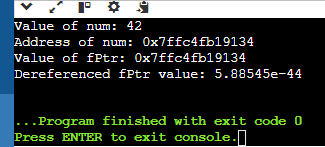 Value of num: 42
Address of num: 0x7ffc4fb19134
Value of fPtr: 0x7ffc4fb19134
Dereferenced fPtr value: 5.88545e-44
...Program finished with exit code 0
Press ENTER to exit console.